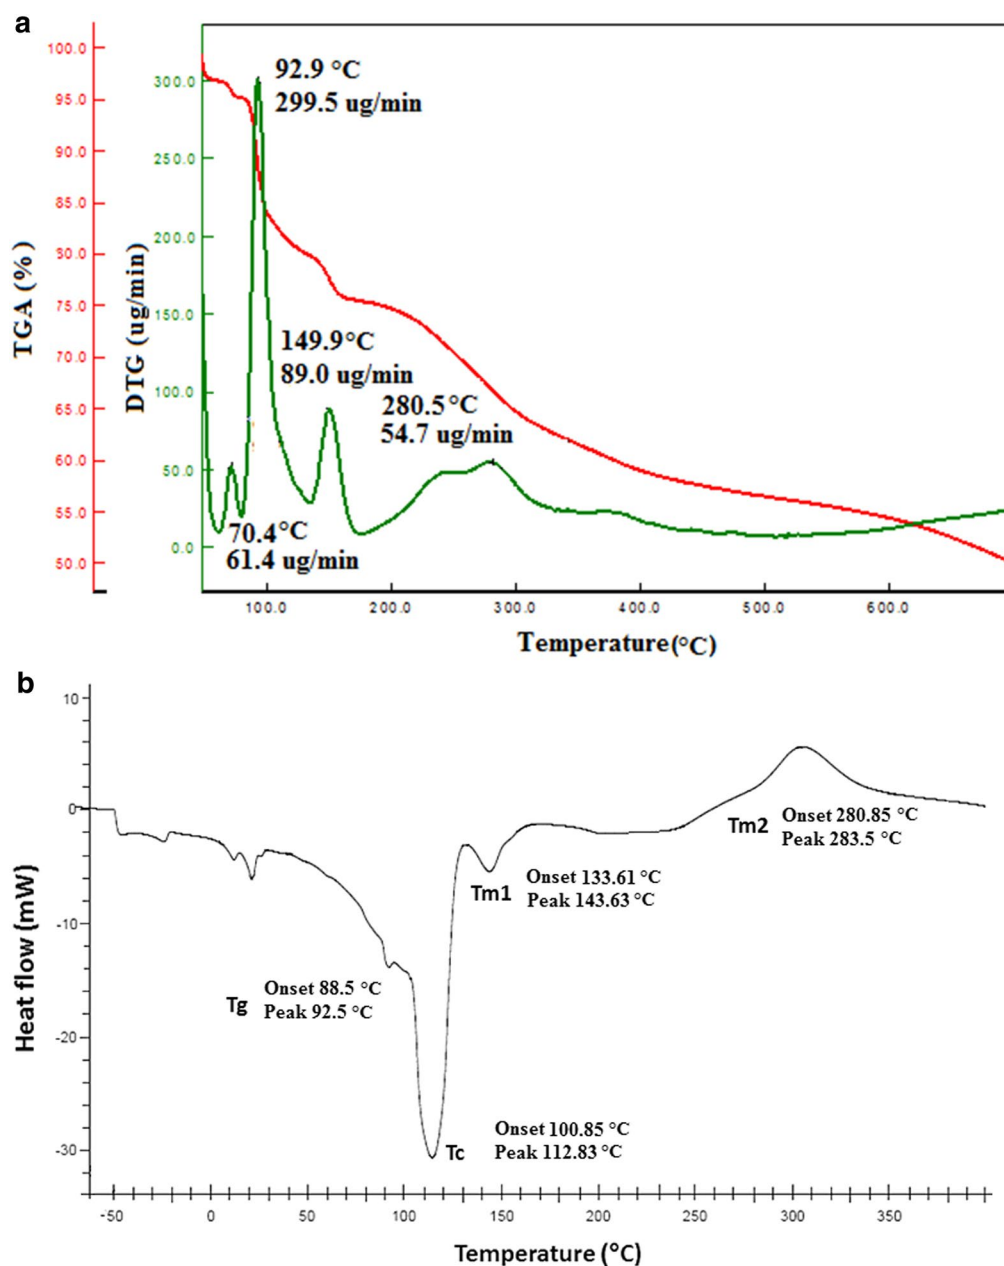 a
TGA (%)
100.0
95.0
90.0
85.0
50.0
75.0
70.0
65.0
60.0
55.0
50.0
DTG (ug/min)
300.0
250.0
200.0
150.0
100.0
50.0
0.0
92.9 °C
299.5 ug/min
149.9°C
89.0 ug/min
280.5°C
54.7 ug/min
70.4°C
61.4 ug/min
100.0 200.0 300.0 400.0 500.0 600.0
Temperature(°C)
b
Heat flow (mW)
10
0
-10
-20
-30
Tm2 Onset 280.85 °C
Peak 283.5 °C
Tm1 Onset 133.61 °C
Peak 143.63 °C
Tg Onset 88.5 °C
Peak 92.5 °C
Tc Onset 100.85 °C
Peak 112.83 °C
-50 0 50 100 150 200 250 300 350
Temperature (°C)